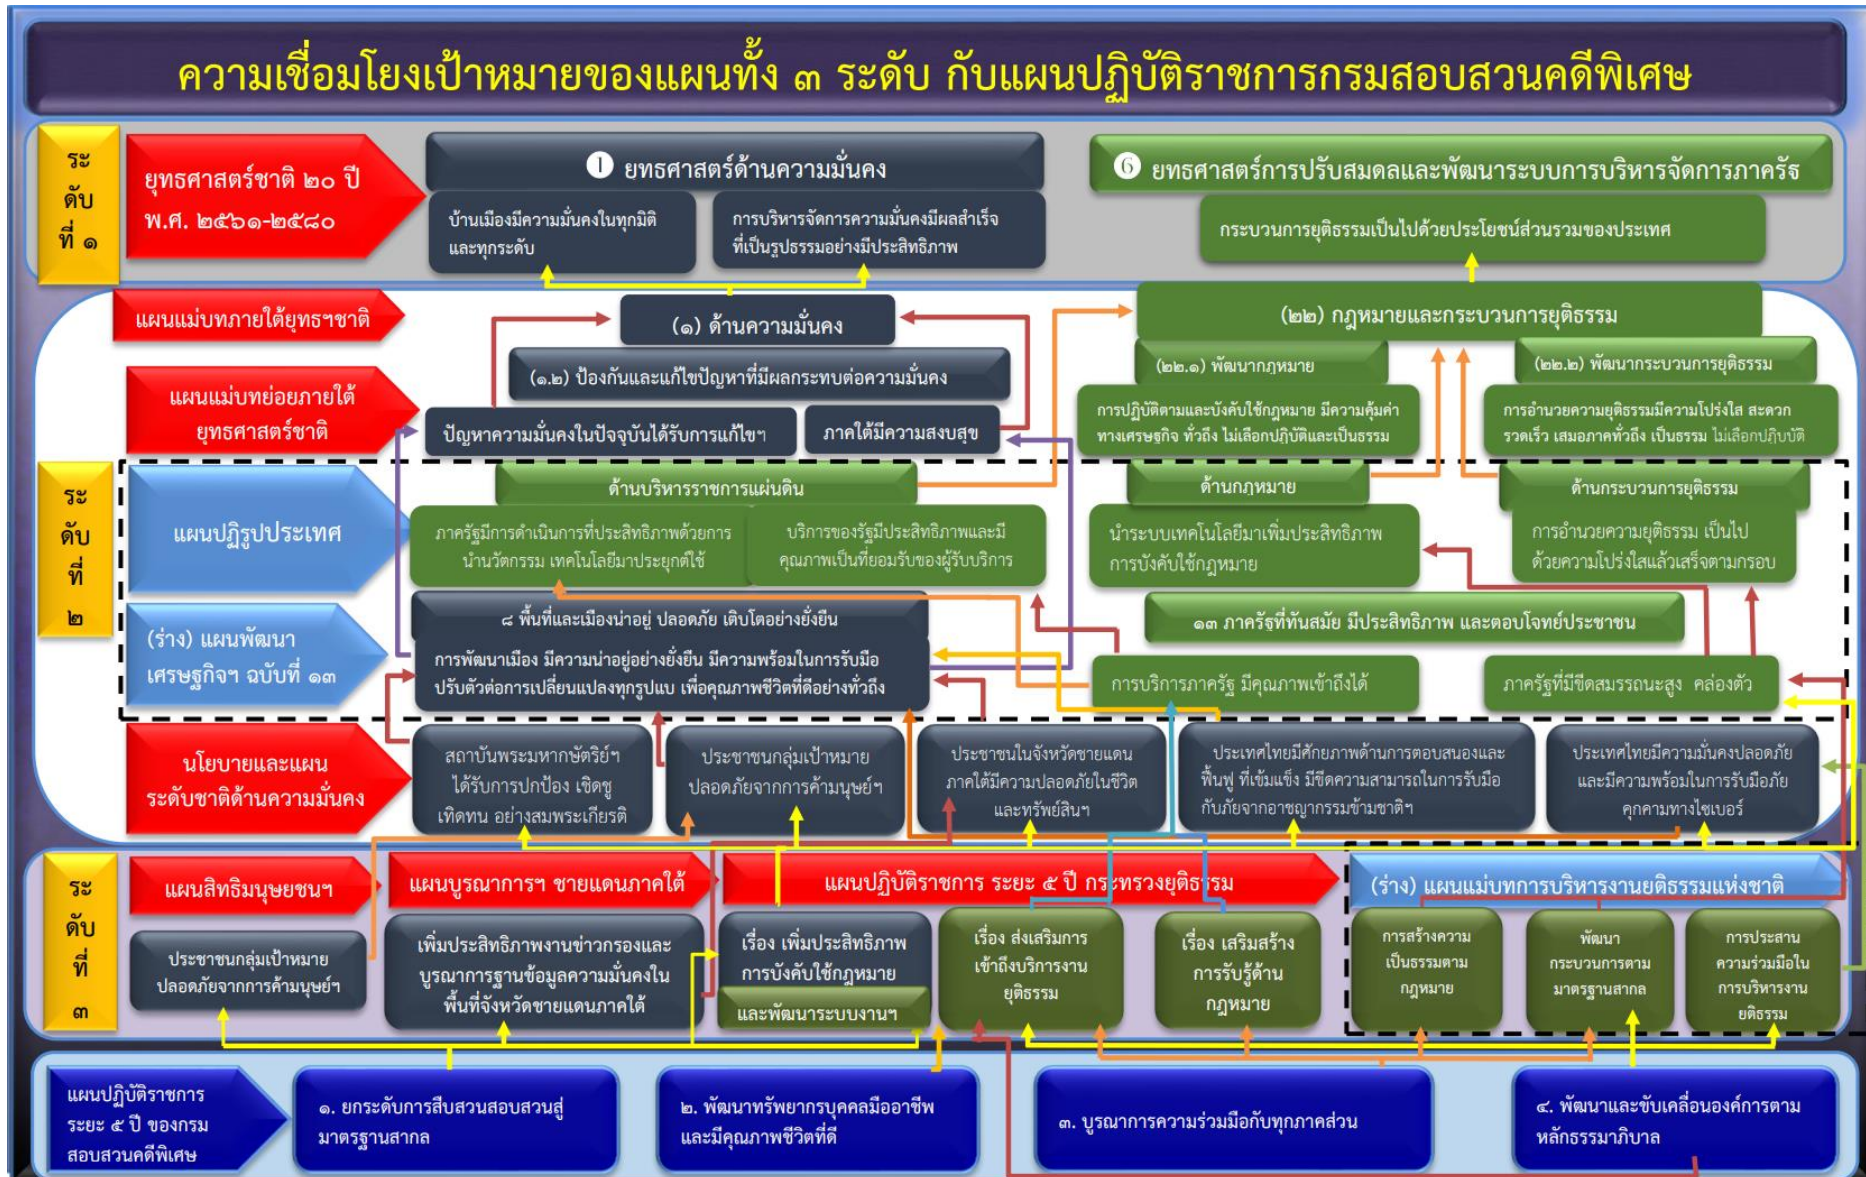 ความเชื่อมโยงเป้าหมายของแผนทั้ง ๓ ระดับ กับแผนปฏิบัติราชการกรมสอบสวนคดีพิเศษ
ระ
ดับ
ที่ ๑
ยุทธศาสตร์ชาติ ๒๐ ปี
พ.ศ. ๒๕๖๑-๒๕๘๐
❶ ยทธศาสตร์ด้านความมั่นคง
บ้านเมืองมีความมั่นคงในทุกมิติ
และทุกระดับ
การบริหารจัดการความมั่นคงมีผลสำเร็จ
ที่เป็นรูปธรรมอย่างมีประสิทธิภาพ
❻ ยทธศาสตร์การปรับสมดลและพัฒนาระบบการบริหารจัดการภาครัฐ
กระบวนการยุติธรรมเป็นไปด้วยประโยชน์ส่วนรวมของประเทศ
ระ
ดับ
ที่
๒
แผนแม่บทภายใต้ยุทธฯชาติ
(๑) ด้านความมั่นคง
(๒๒) กฎหมายและกระบวนการยุติธรรม
แผนแม่บทย่อยภายใต้
ยุทธศาสตร์ชาติ
(๑.๒) ป้องกันและแก้ไขปัญหาที่มีผลกระทบต่อความมั่นคง
ปัญหาความมั่นคงในปัจจุบันได้รับการแก้ไขฯ
ภาคใต้มีความสงบสุข
(๒๒.๑) พัฒนากฎหมาย
การปฏิบัติตามและบังคับใช้กฎหมาย มีความคุ้มค่า
ทางเศรษฐกิจ ทั่วถึง ไม่เลือกปฏิบัติและเป็นธรรม
(๒๒.๒) พัฒนากระบวนการยุติธรรม
การอำนวยความยุติธรรมมีความโปร่งใส สะดวก
รวดเร็ว เสมอภาคทั่วถึง เป็นธรรม ไม่เลือกปฏิบบัติ
แผนปฏิรูปประเทศ
ด้านบริหารราชการแผ่นดิน
ภาครัฐมีการดำเนินการที่ประสิทธิภาพด้วยการ
นำนวัตกรรม เทคโนโลยีมาประยุกต์ใช้
บริการของรัฐมีประสิทธิภาพและมี
คุณภาพเป็นที่ยอมรับของผู้รับบริการ
ด้านกฎหมาย
นำระบบเทคโนโลยีมาเพิ่มประสิทธิภาพ
การบังคับใช้กฎหมาย
ด้านกระบวนการยุติธรรม
การอำนวยความยุติธรรม เป็นไป
ด้วยความโปร่งใสแล้วเสร็จตามกรอบ
(ร่าง) แผนพัฒนา
เศรษฐกิจฯ ฉบับที่ ๑๓
๘ พื้นที่และเมืองน่าอยู่ ปลอดภัย เติบโตอย่างยั่งยืน
การพัฒนาเมือง มีความน่าอยู่อย่างยั่งยืน มีความพร้อมในการรับมือ
ปรับตัวต่อการเปลี่ยนแปลงทุกรูปแบบ เพื่อคุณภาพชีวิตที่ดีอย่างทั่วถึง
๑๓ ภาครัฐที่ทันสมัย มีประสิทธิภาพ และตอบโจทย์ประชาชน
การบริการภาครัฐ มีคุณภาพเข้าถึงได้
ภาครัฐที่มีขีดสมรรถนะสูง คล่องตัว
นโยบายและแผน
ระดับชาติด้านความมั่นคง
สถาบันพระมหากษัตริย์ฯ
ได้รับการปกป้อง เชิดชู
เทิดทน อย่างสมพระเกียรติ
ประชาชนกลุ่มเป้าหมาย
ปลอดภัยจากการค้ามนุษย์ฯ
ประชาชนในจังหวัดชายแดน
ภาคใต้มีความปลอดภัยในชีวิต
และทรัพย์สินฯ
ประเทศไทยมีศักยภาพด้านการตอบสนองและ
ฟื้นฟู ที่เข้มแข็ง มีขีดความสามารถในการรับมือ
กับภัยจากอาชญากรรมข้ามชาติฯ
ประเทศไทยมีความมั่นคงปลอดภัย
และมีความพร้อมในการรับมือภัย
คุกคามทางไซเบอร์
ระ
ดับ
ที่
๓
แผนสิทธิมนุษยชนฯ
ประชาชนกลุ่มเป้าหมาย
ปลอดภัยจากการค้ามนุษย์ฯ
แผนบูรณาการฯ ชายแดนภาคใต้
เพิ่มประสิทธิภาพงานข่าวกรองและ
บูรณาการฐานข้อมูลความมั่นคงใน
พื้นที่จังหวัดชายแดนภาคใต้
แผนปฏิบัติราชการ ระยะ ๕ ปี กระทรวงยุติธรรม
เรื่อง เพิ่มประสิทธิภาพ
การบังคับใช้กฎหมาย
และพัฒนาระบบงานฯ
เรื่อง ส่งเสริมการ
เข้าถึงบริการงาน
ยุติธรรม
เรื่อง เสริมสร้าง
การรับรู้ด้าน
กฎหมาย
(ร่าง) แผนแม่บทการบริหารงานยติธรรมแห่งชาติ
การสร้างความ
เป็นธรรมตาม
กฎหมาย
พัฒนา
กระบวนการตาม
มาตรฐานสากล
การประสาน
ความร่วมมือใน
การบริหารงาน
ยติธรรม
แผนปฏิบัติราชการ
ระยะ ๕ ปี ของกรม
สอบสวนคดีพิเศษ
๑. ยกระดับการสืบสวนสอบสวนสู่
มาตรฐานสากล
๒. พัฒนาทรัพยากรบุคคลมืออาชีพ
และมีคุณภาพชีวิตที่ดี
๓. บูรณาการความร่วมมือกับทุกภาคส่วน
๔. พัฒนาและขับเคลื่อนองค์การตาม
หลักธรรมาภิบาล